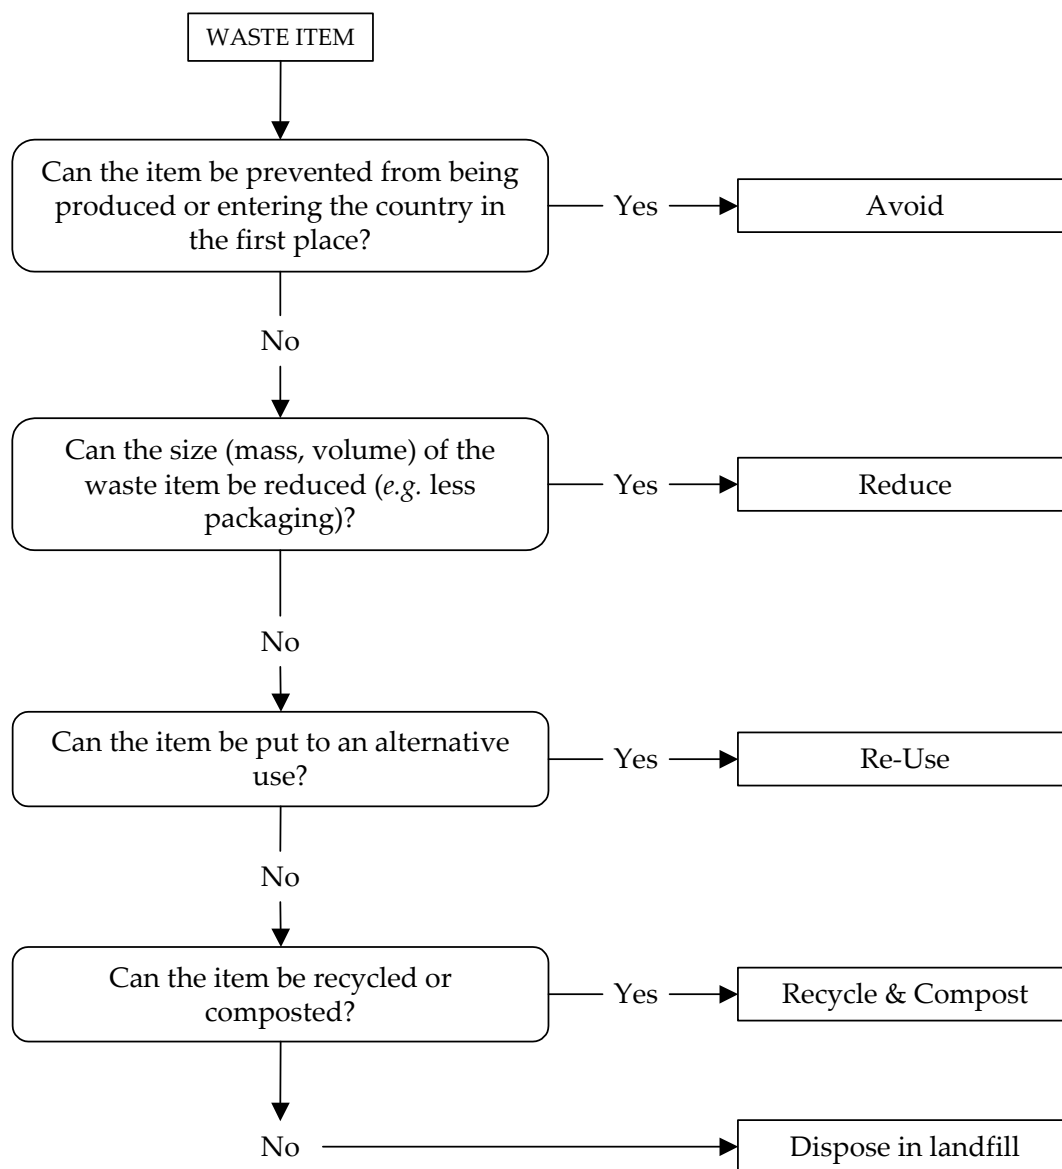 WASTE ITEM
Can the item be prevented from being
produced or entering the country in
the first place?
Yes
Avoid
No
Can the size (mass, volume) of the
waste item be reduced (e.g. less
packaging)?
Yes
Reduce
No
Can the item be put to an alternative
use?
Yes
Re-Use
No
Can the item be recycled or
composted?
Yes
Recycle & Compost
No
Dispose in landfill